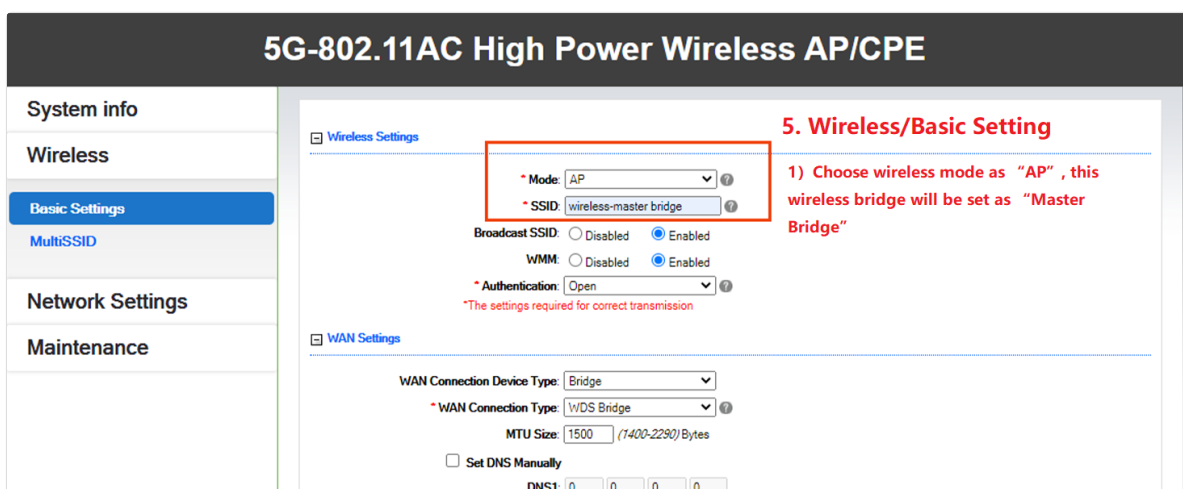 5G-802.11AC High Power Wireless AP/CPE
System info
Wireless
Basic Settings
MultiSSID
Network Settings
Maintenance
Wireless Settings
5. Wireless/Basic Setting
1）Choose wireless mode as “AP”, this
wireless bridge will be set as “Master
Bridge”
* Mode: AP
* SSID: wireless-master bridge
Broadcast SSID: Disabled Enabled
WMM: Disabled Enabled
* Authentication: Open
*The settings required for correct transmission
WAN Settings
WAN Connection Device Type: Bridge
* WAN Connection Type: WDS Bridge
MTU Size: 1500 (1400-2290) Bytes
Set DNS Manually
DNS1: 0 0 0 0